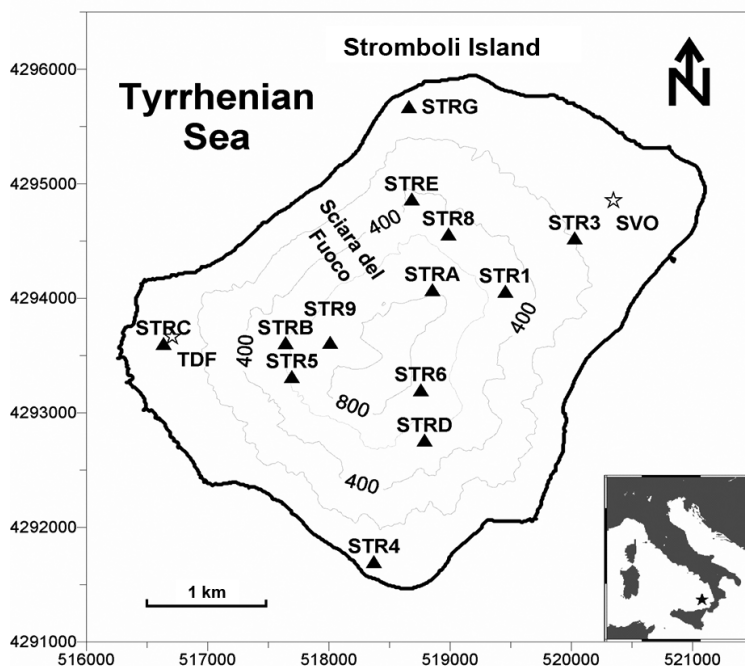 Stromboli Island
4296000
Tyrrhenian
Sea
N
STRG
4295000
STRE
SVO
Sciara del
Fuoco
400
STR8
STR3
4294000
STRA
STR1
400
STR9
STRC
STRB
TDF
400
STR5
STR6
4293000
800
STRD
400
4292000
STR4
1 km
4291000
516000
517000
518000
519000
520000
521000